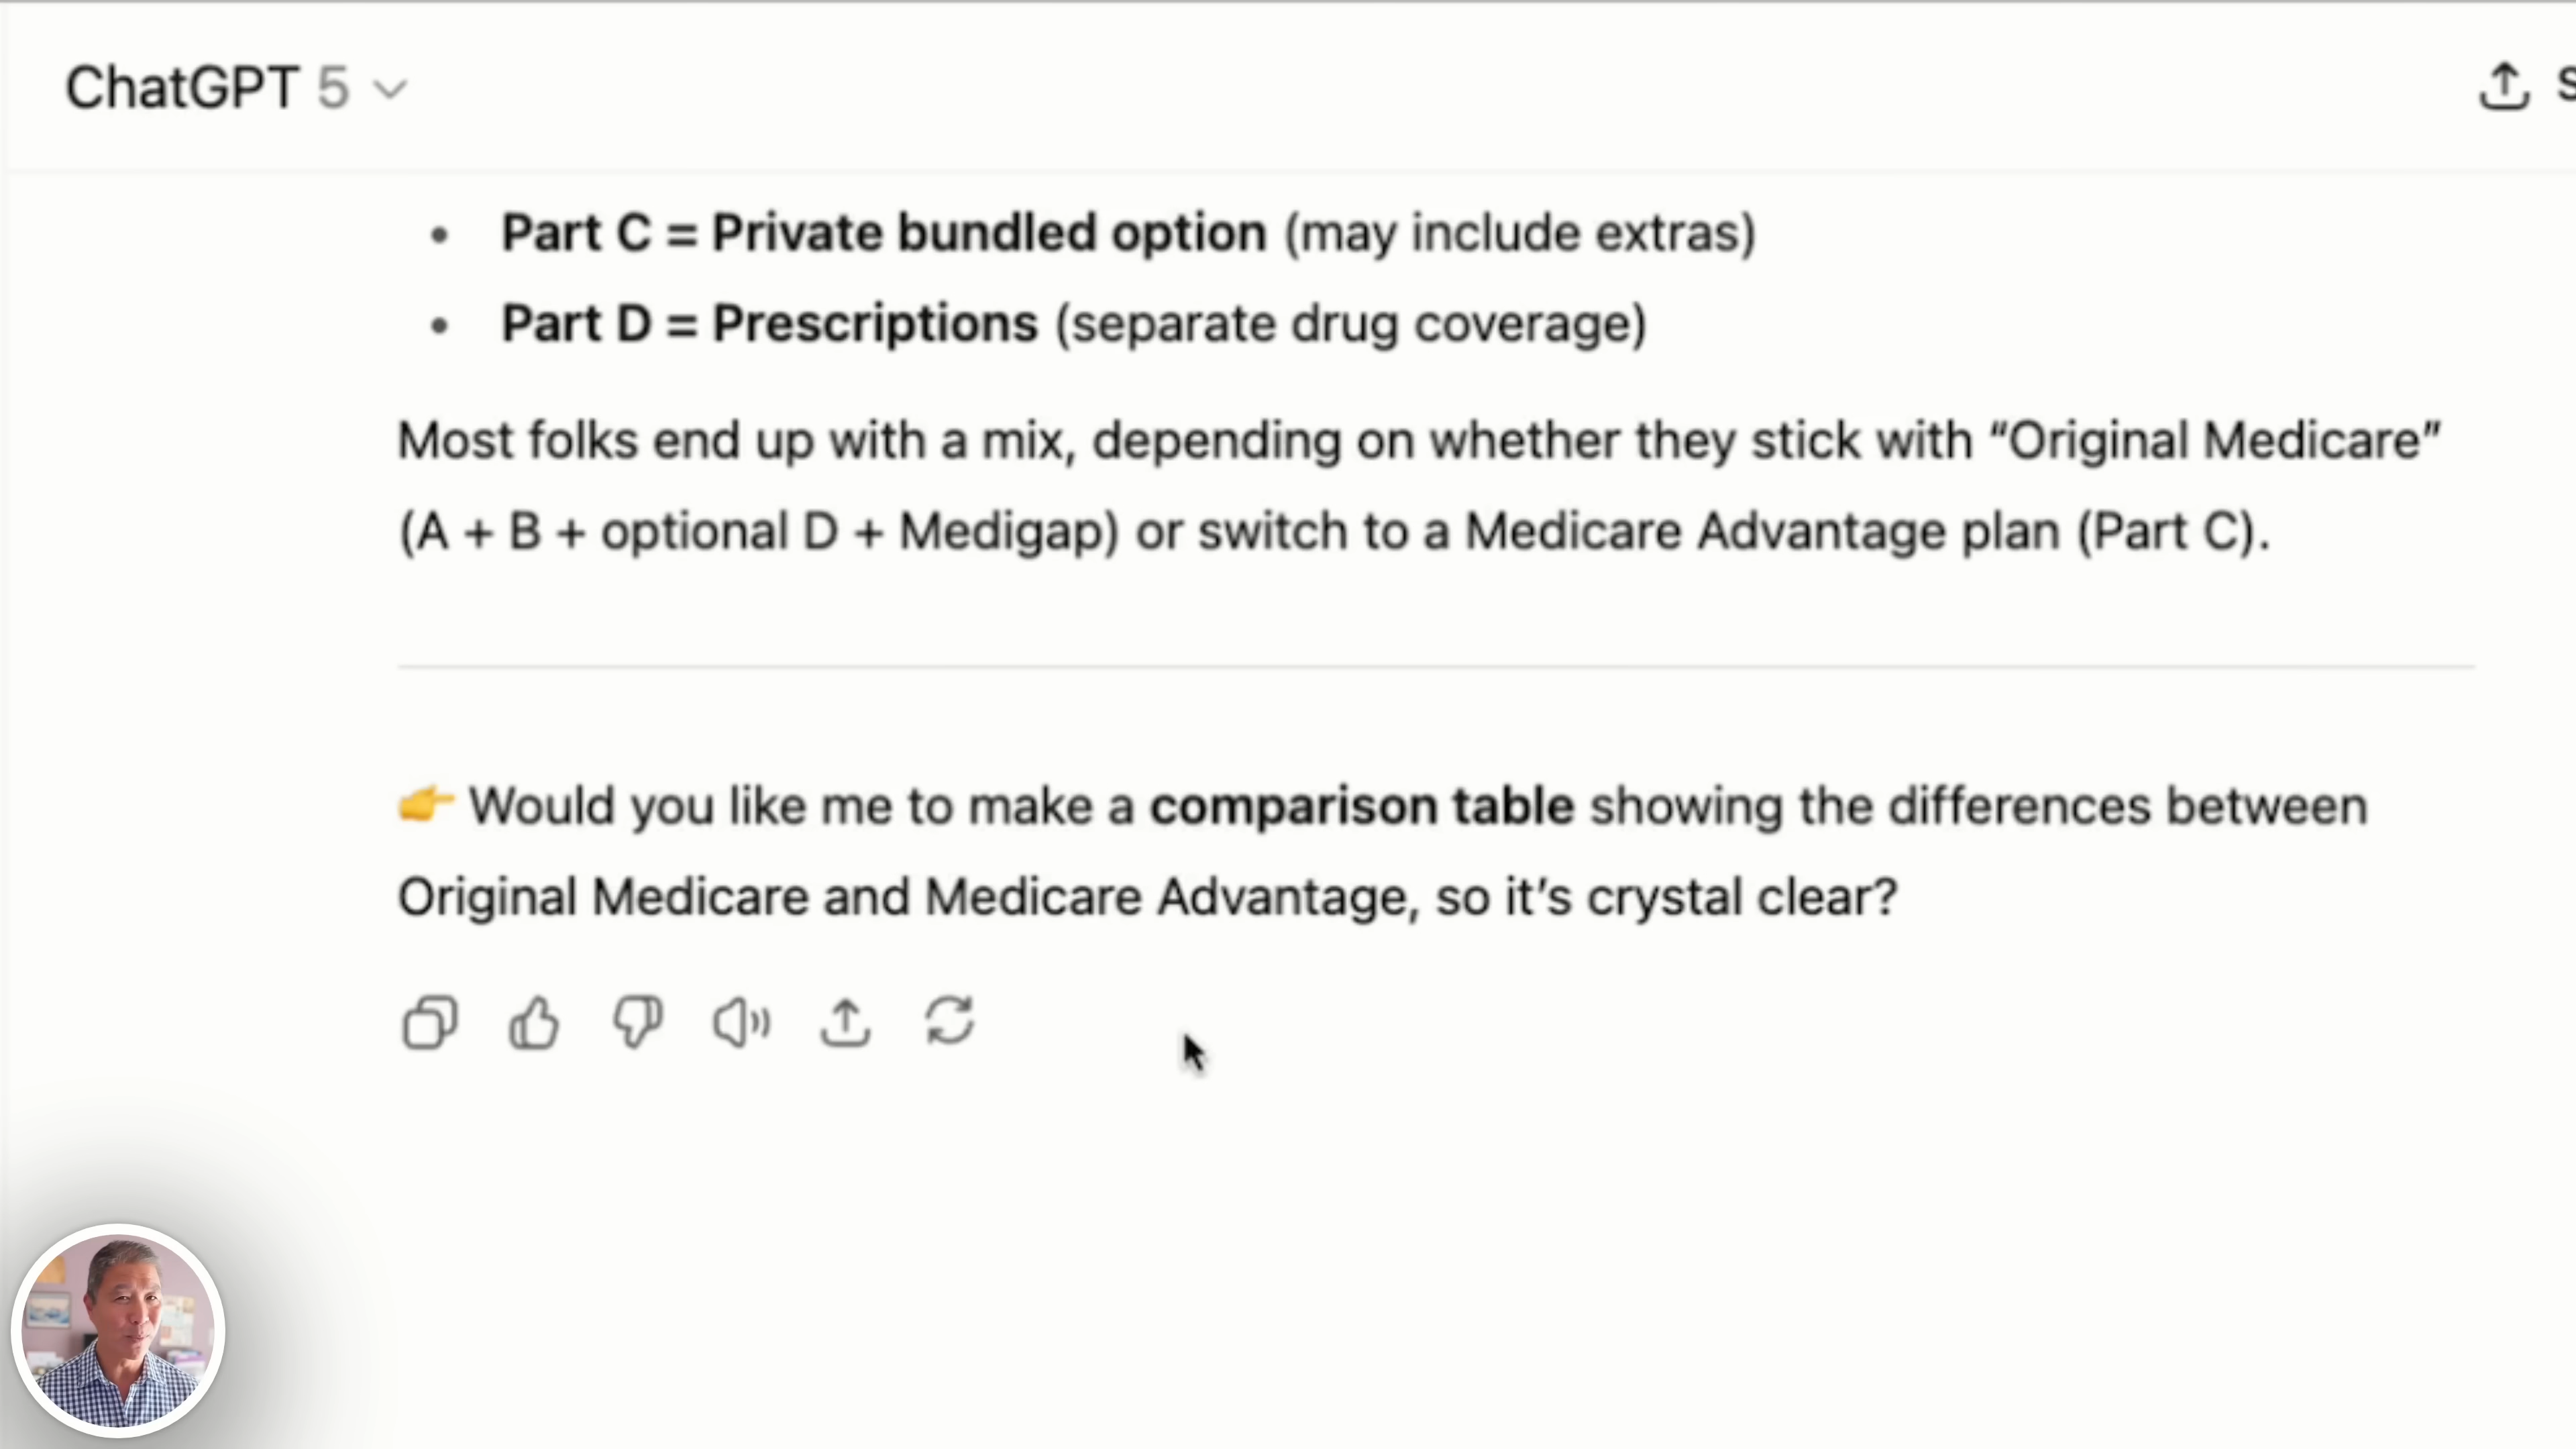 ChatGPT 5
S
• Part C = Private bundled option (may include extras)
• Part D = Prescriptions (separate drug coverage)
Most folks end up with a mix, depending on whether they stick with “Original Medicare”
(A + B + optional D + Medigap) or switch to a Medicare Advantage plan (Part C).
👉 Would you like me to make a comparison table showing the differences between
Original Medicare and Medicare Advantage, so it’s crystal clear?